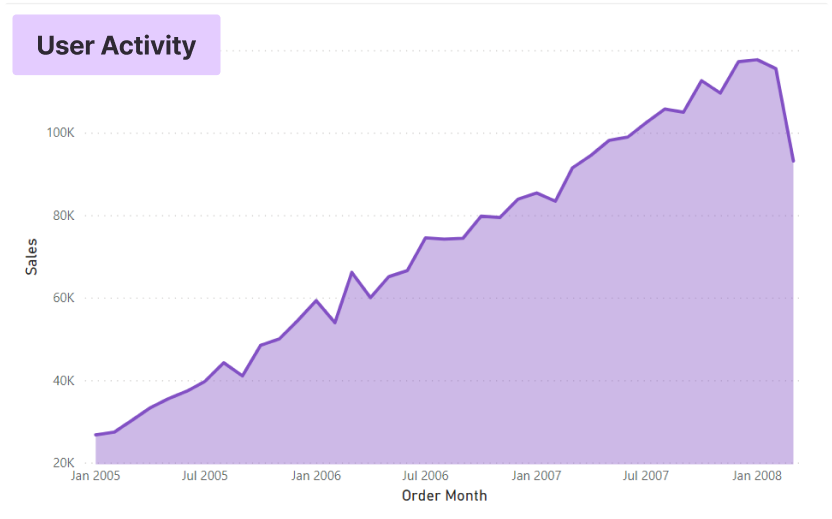 User Activity
100K
80K
60K
40K
20K
Sales
Jan 2005 Jul 2005 Jan 2006 Jul 2006 Jan 2007 Jul 2007 Jan 2008
Order Month